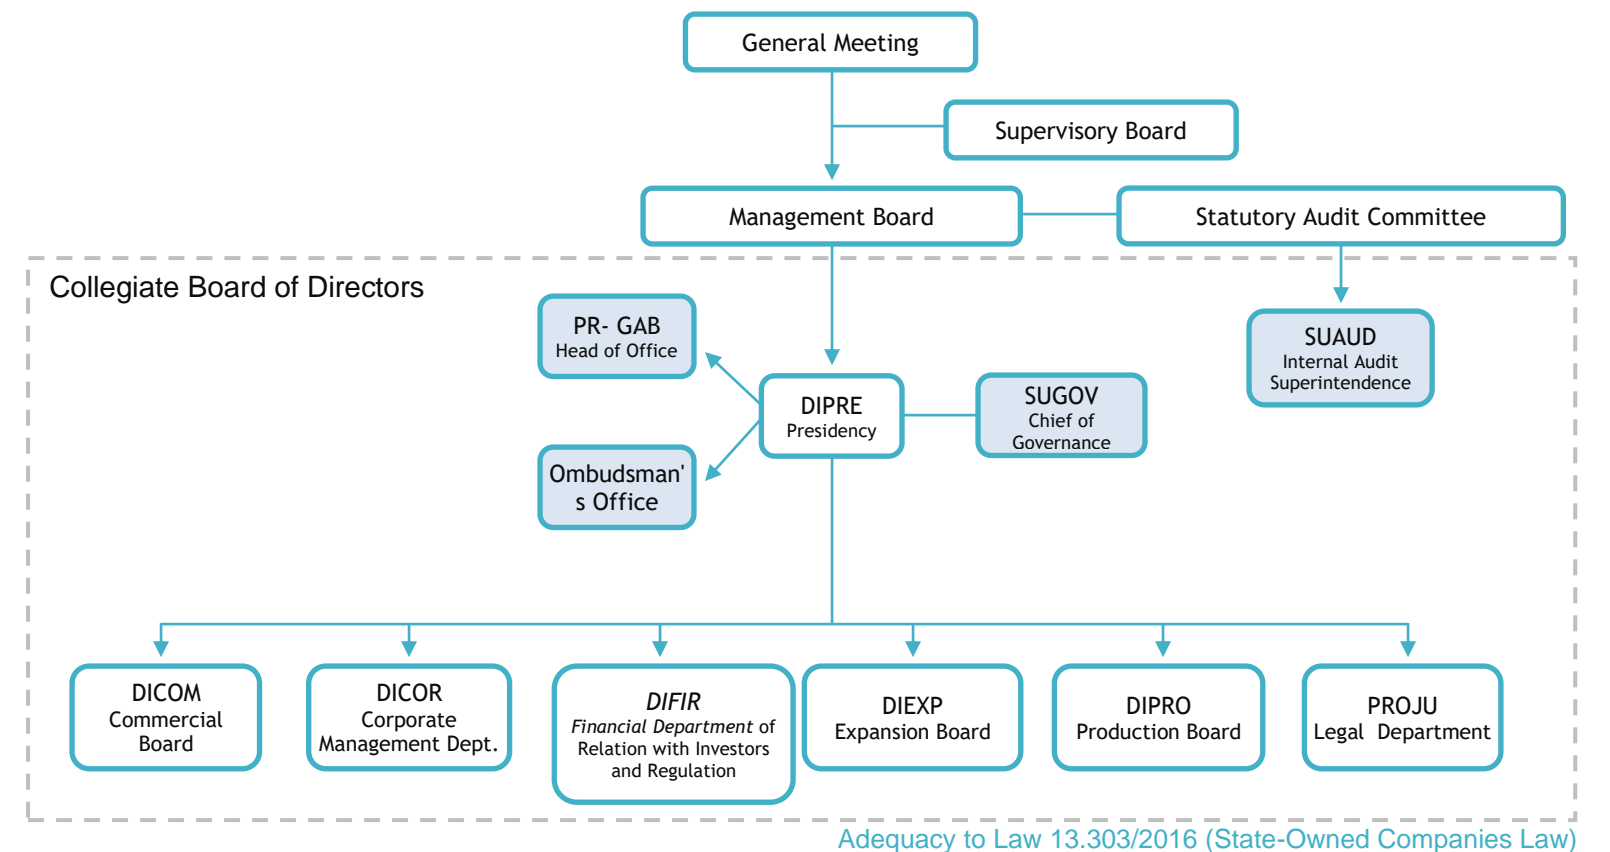 General Meeting
Supervisory Board
Management Board
Statutory Audit Committee
Collegiate Board of Directors
PR- GAB
Head of Office
SUAUD
Internal Audit
Superintendence
DIPRE
Presidency
SUGOV
Chief of
Governance
Ombudsman'
s Office
DICOM
Commercial
Board
DICOR
Corporate
Management Dept.
DIFIR
Financial Department of
Relation with Investors
and Regulation
DIEXP
Expansion Board
DIPRO
Production Board
PROJU
Legal Department
Adequacy to Law 13.303/2016 (State-Owned Companies Law)